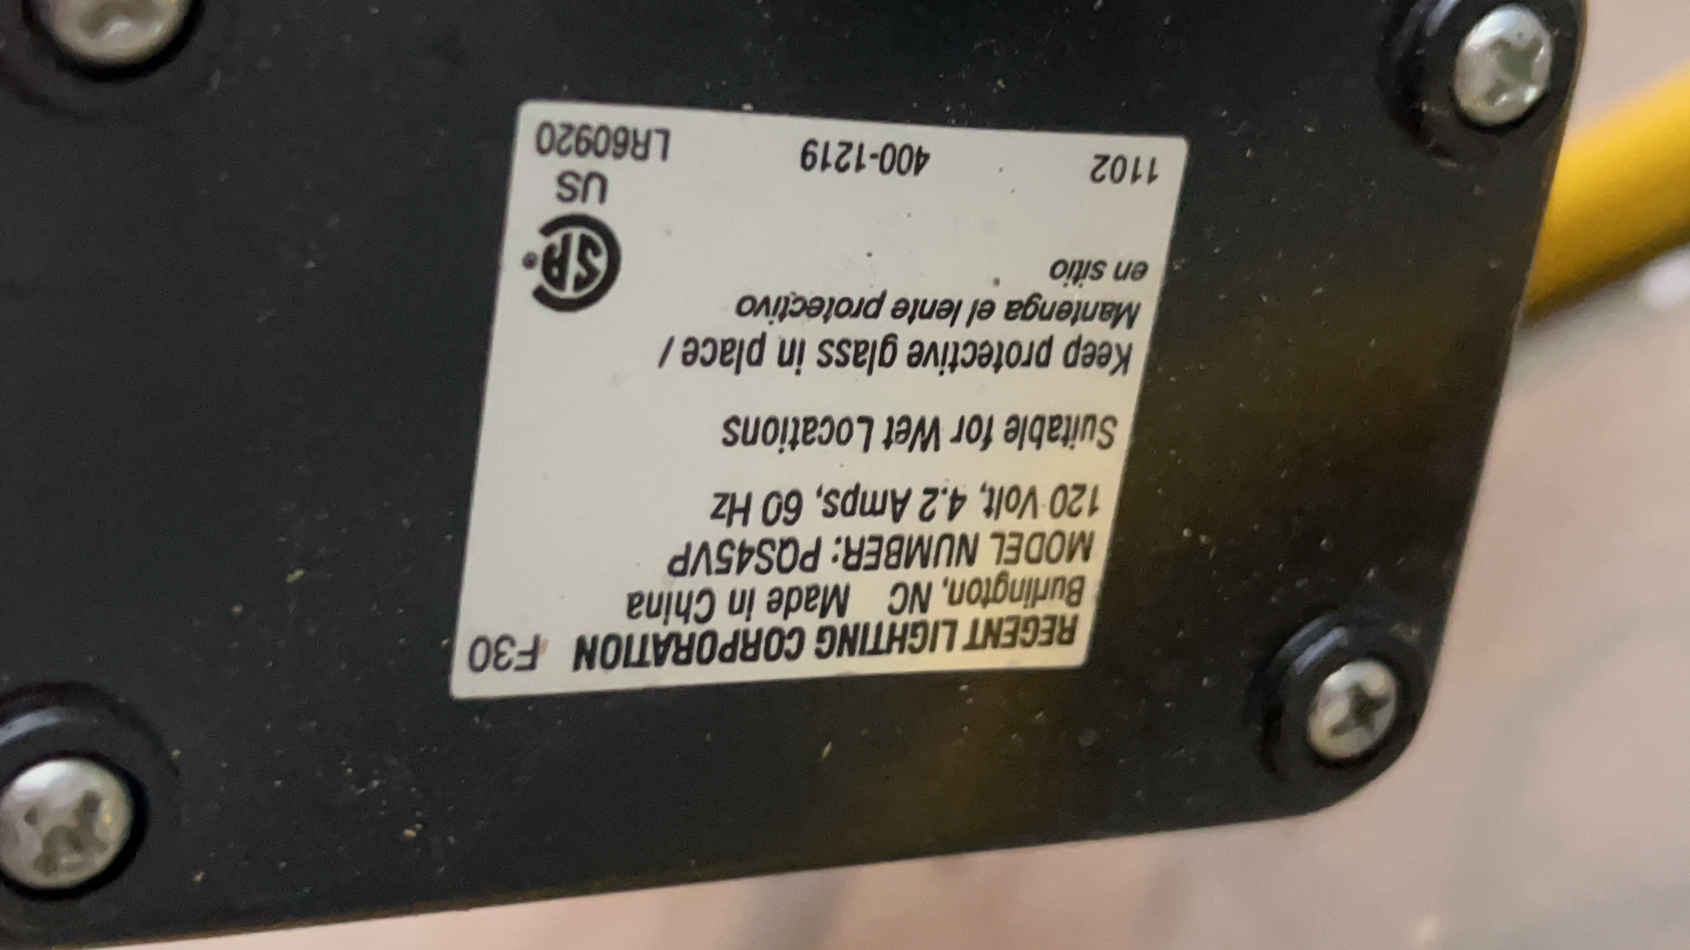 REGENT LIGHTING CORPORATION F30
Burlington, NC Made in China
MODEL NUMBER: PQS45VP
120 Volt, 4.2 Amps, 60 Hz
Suitable for Wet Locations
Keep protective glass in place /
Mantenga el lente protectivo
en sitio
SA®
US
1102 400-1219 LR60920